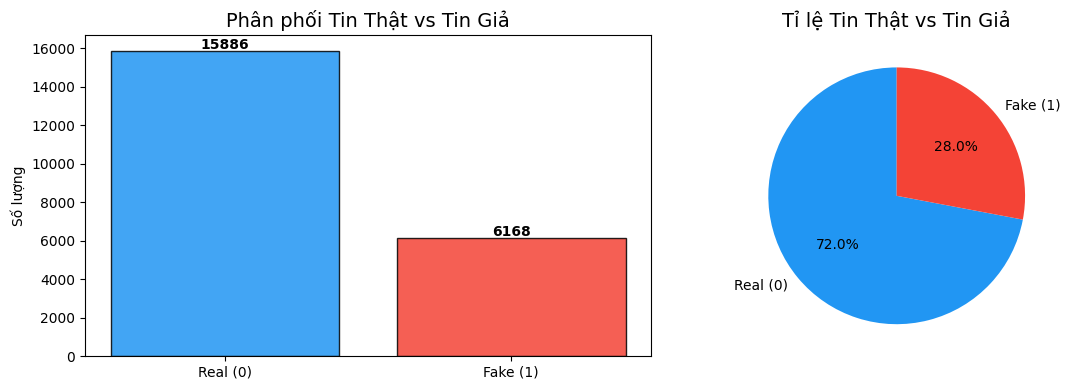 Phân phối Tin Thật vs Tin Giả
15886
6168
16000
14000
12000
10000
8000
6000
4000
2000
0
Số lượng
Real (0)
Fake (1)
Tỉ lệ Tin Thật vs Tin Giả
Fake (1)
28.0%
72.0%
Real (0)